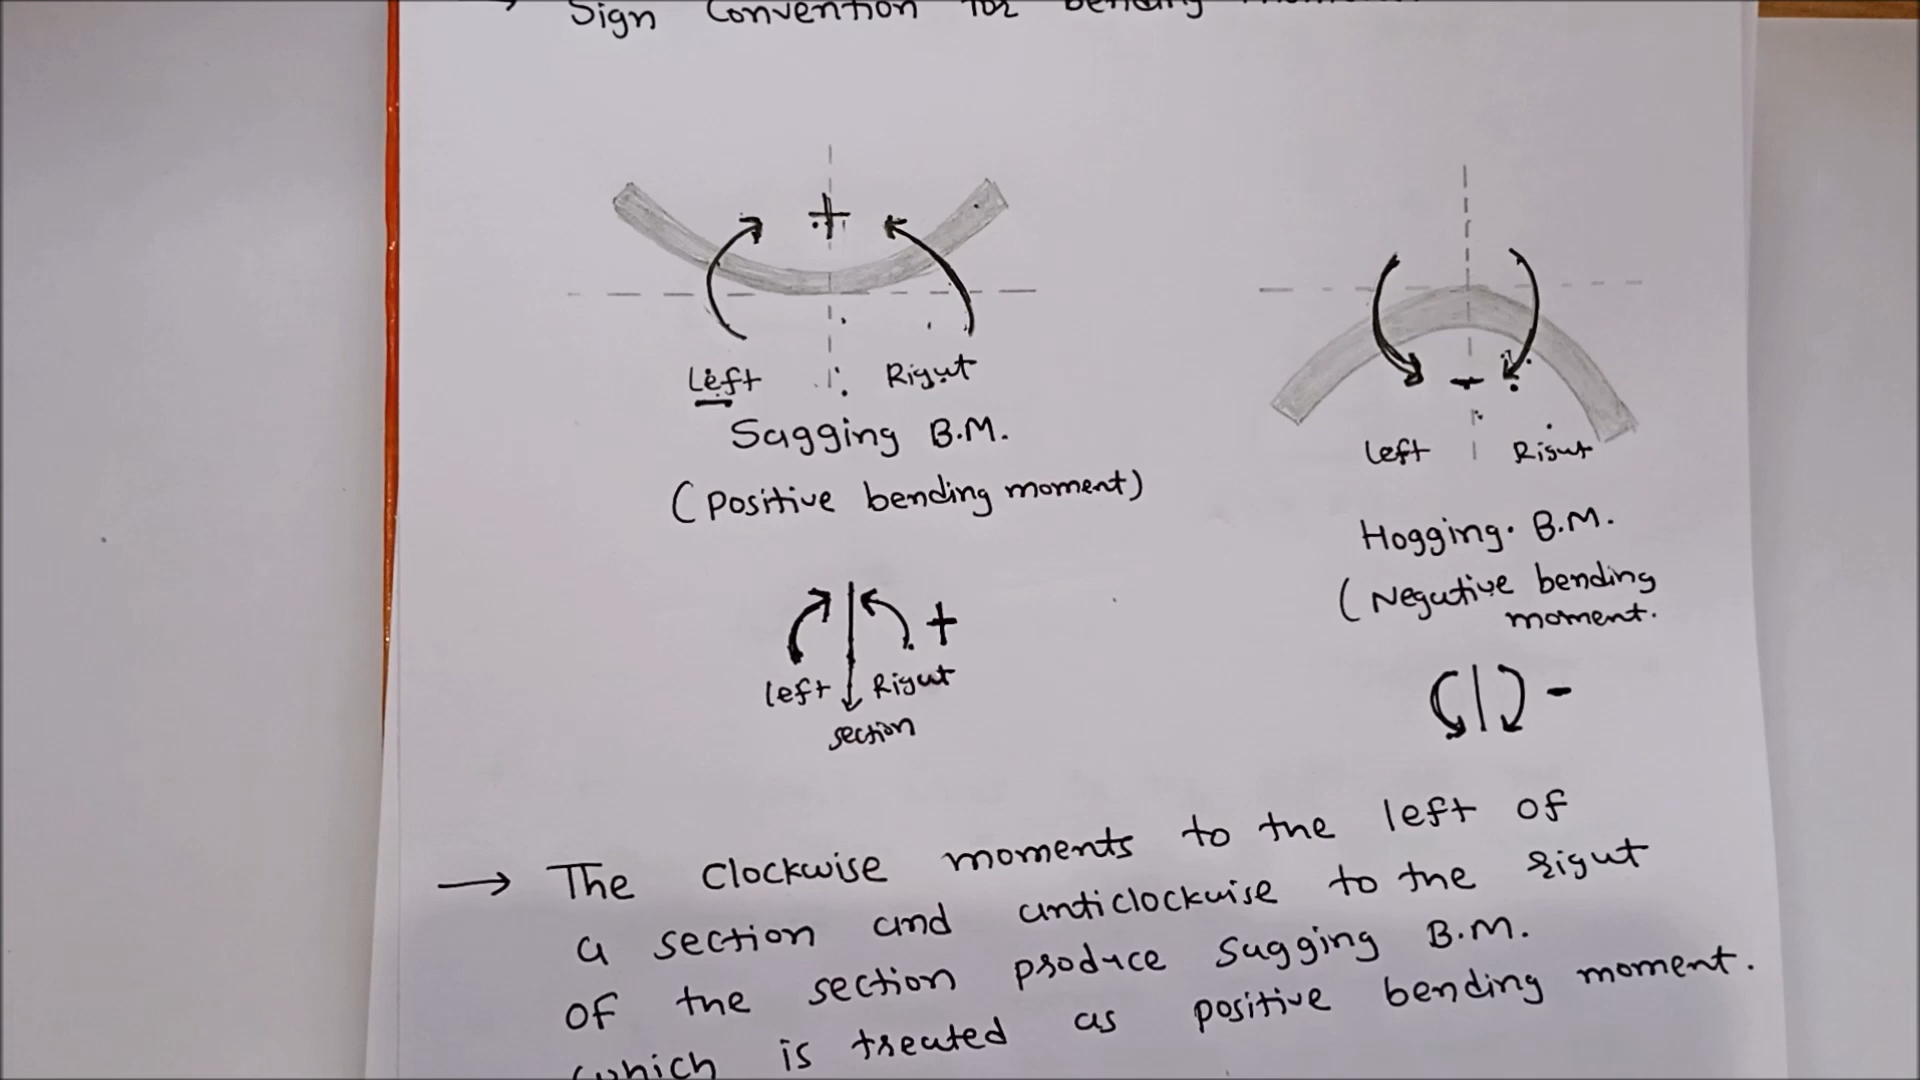 Sign Convention for bending
+
Left Right
Sagging B.M.
(Positive bending moment)
+
left Right
section
-
left Right
Hogging. B.M.
(Negative bending
moment.
-
→ The Clockwise moments to the left of
a section and anticlockwise to the right
of the section produce sagging B.M.
which is treated as positive bending moment.